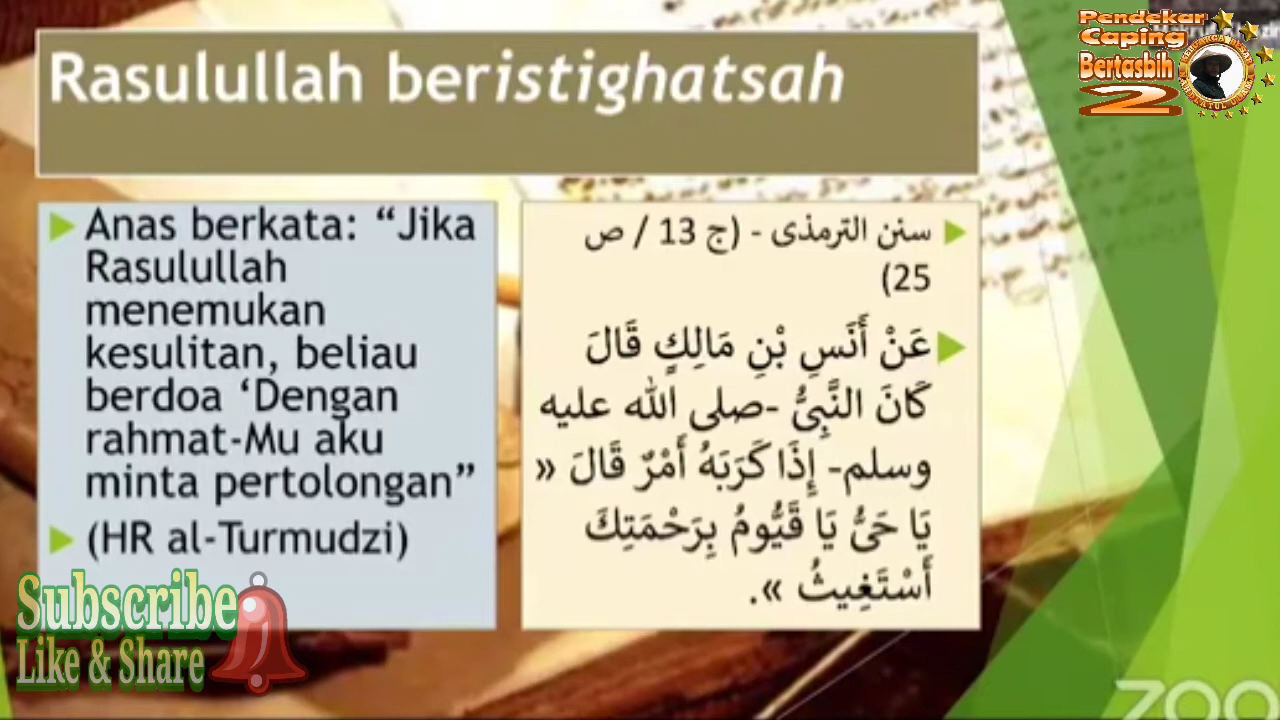 Rasulullah beristighatsah
Anas berkata: “Jika
Rasulullah
menemukan
kesulitan, beliau
berdoa ‘Dengan
rahmat-Mu aku
minta pertolongan”
(HR al-Turmudzi)
سنن الترمذى - (ج 13 / ص
25)
عَنْ أَنَسِ بْنِ مَالِكٍ قَالَ
كَانَ النَّبِىُّ -صلى الله عليه
وسلم- إِذَا كَرَبَهُ أَمْرٌ قَالَ «
يَا حَىُّ يَا قَيُّومُ بِرَحْمَتِكَ
أَسْتَغِيثُ ».
Pendekar
Caping
Bertasbih
2
Subscribe
Like & Share
zoo